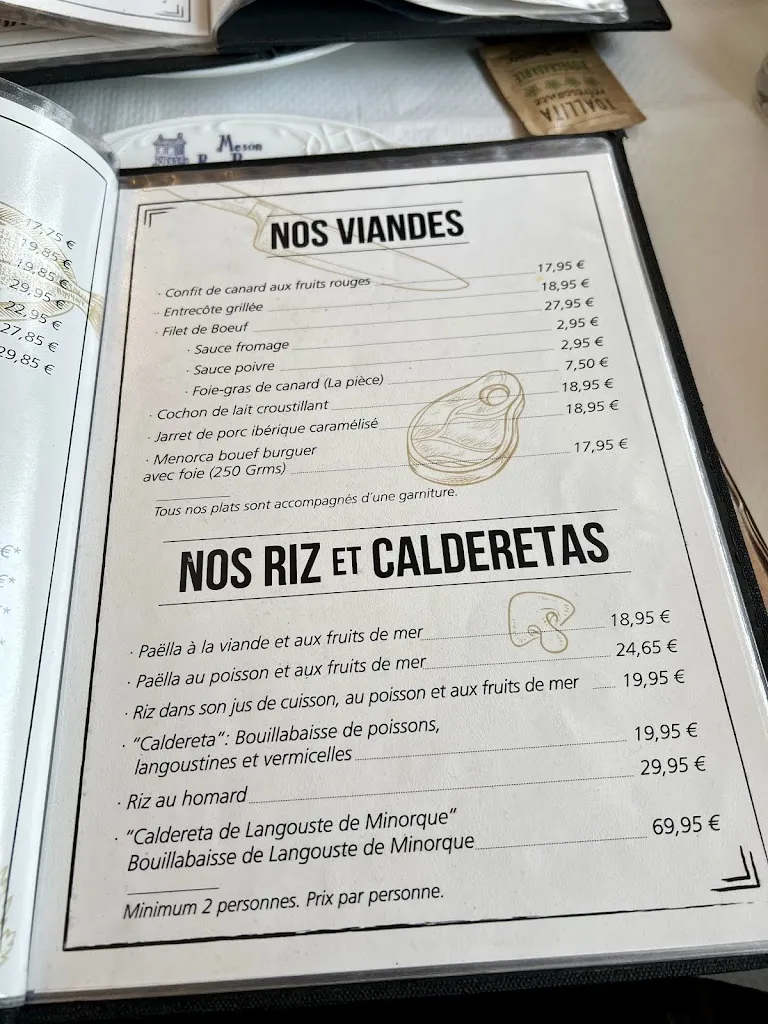 TOALLITA
refrescante
Meson
17,75 €
19,85 €
19,85 €
29,95 €
22,95 €
27,85 €
29,85 €
€*
€*
NOS VIANDES
· Confit de canard aux fruits rouges 17,95 €
· Entrecôte grillée 18,95 €
· Filet de Boeuf 27,95 €
· Sauce fromage 2,95 €
· Sauce poivre 2,95 €
· Foie-gras de canard (La pièce) 7,50 €
· Cochon de lait croustillant 18,95 €
· Jarret de porc ibérique caramélisé 18,95 €
· Menorca bouef burguer
avec foie (250 Grms) 17,95 €
Tous nos plats sont accompagnés d´une garniture.
NOS RIZ ET CALDERETAS
· Paëlla à la viande et aux fruits de mer 18,95 €
· Paëlla au poisson et aux fruits de mer 24,65 €
· Riz dans son jus de cuisson, au poisson et aux fruits de mer 19,95 €
· “Caldereta”: Bouillabaisse de poissons,
langoustines et vermicelles 19,95 €
· Riz au homard 29,95 €
· “Caldereta de Langouste de Minorque“
Bouillabaisse de Langouste de Minorque 69,95 €
Minimum 2 personnes. Prix par personne.